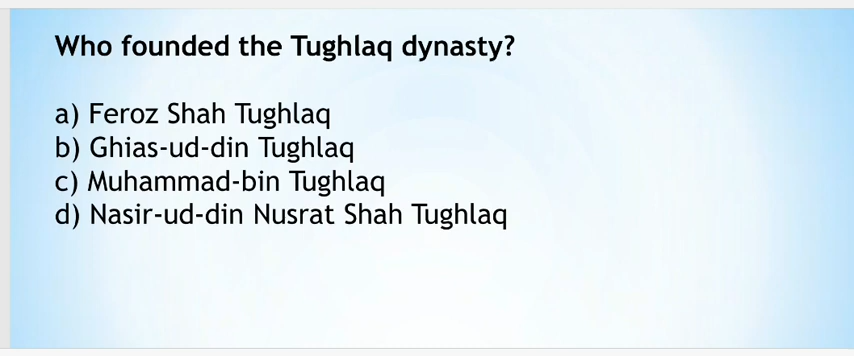 Who founded the Tughlaq dynasty?
a) Feroz Shah Tughlaq
b) Ghias-ud-din Tughlaq
c) Muhammad-bin Tughlaq
d) Nasir-ud-din Nusrat Shah Tughlaq